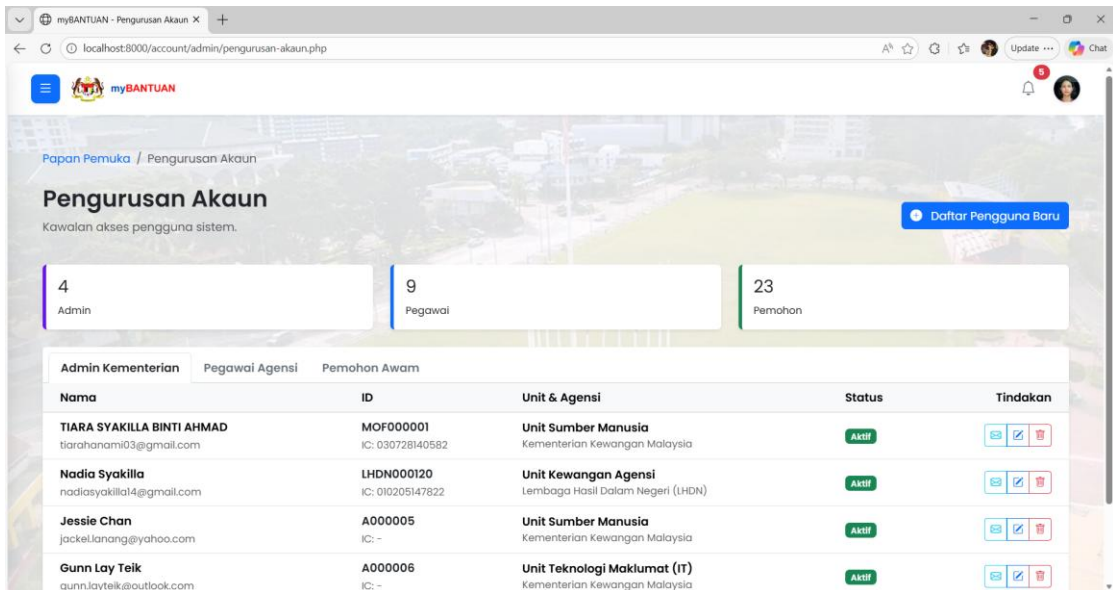 myBANTUAN - Pengurusan Akaun
localhost:8000/account/admin/pengurusan-akaun.php
Update
Chat
myBANTUAN
5
Papan Pemuka / Pengurusan Akaun
Pengurusan Akaun
Kawalan akses pengguna sistem.
Daftar Pengguna Baru
4
Admin
9
Pegawai
23
Pemohon
Admin Kementerian Pegawai Agensi Pemohon Awam
Nama ID Unit & Agensi Status Tindakan
TIARA SYAKILLA BINTI AHMAD MOF000001 Unit Sumber Manusia Aktif
tiarahanami03@gmail.com IC: 030728140582 Kementerian Kewangan Malaysia
Nadia Syakilla LHDN000120 Unit Kewangan Agensi Aktif
nadiasyakilla14@gmail.com IC: 010205147822 Lembaga Hasil Dalam Negeri (LHDN)
Jessie Chan A000005 Unit Sumber Manusia Aktif
jackel.lanang@yahoo.com IC: - Kementerian Kewangan Malaysia
Gunn Lay Teik A000006 Unit Teknologi Maklumat (IT) Aktif
gunn.layteik@outlook.com IC: - Kementerian Kewangan Malaysia